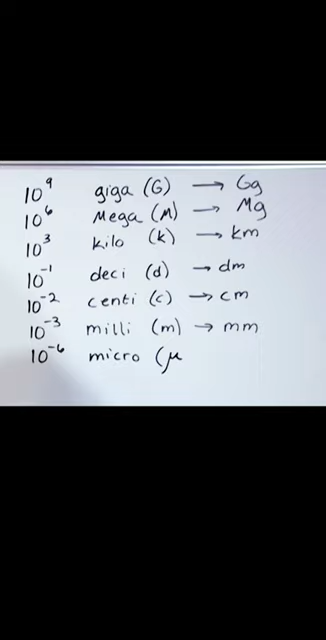 10⁹ giga (G) → Gg
10⁶ Mega (M) → Mg
10³ kilo (k) → km
10⁻¹ deci (d) → dm
10⁻² centi (c) → cm
10⁻³ milli (m) → mm
10⁻⁶ micro (μ